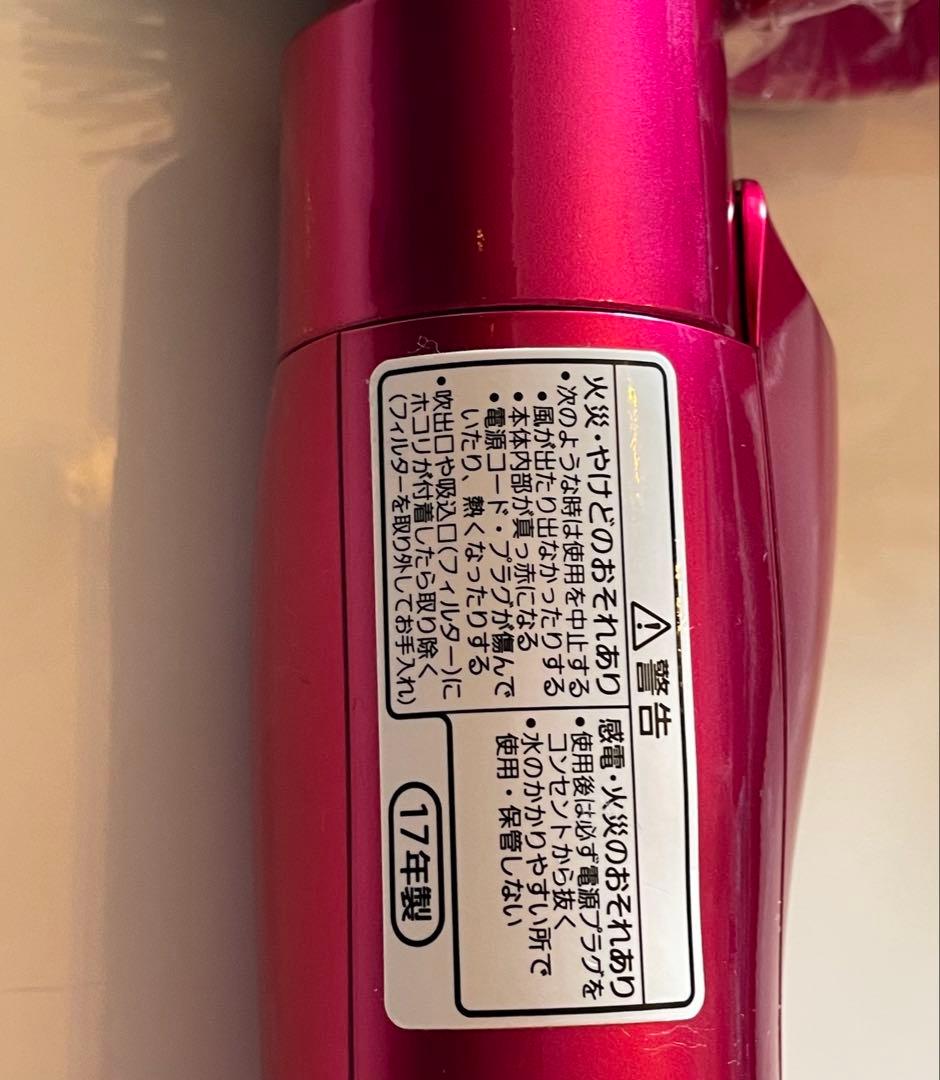 ⚠警告
火災・やけどのおそれあり
•次のような時は使用を中止する
•風が出たり出なかったりする
•本体内部が真っ赤になる
•電源コード・プラグが傷んで
いたり、熱くなったりする
•吹出口や吸込口(フィルター)に
ホコリが付着したら取り除く
(フィルターを取り外してお手入れ)
感電・火災のおそれあり
•使用後は必ず電源プラグを
コンセントから抜く
•水のかかりやすい所で
使用・保管しない
17年製